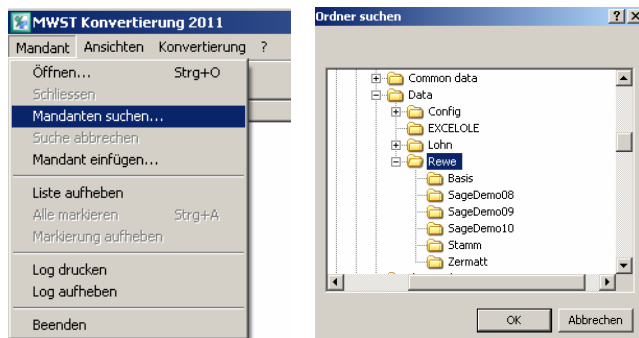 MWST Konvertierung 2011
Mandant Ansichten Konvertierung ?
Öffnen... Strg+O
Schliessen
Mandanten suchen...
Suche abbrechen
Mandant einfügen...
Liste aufheben
Alle markieren Strg+A
Markierung aufheben
Log drucken
Log aufheben
Beenden
Ordner suchen
Common data
Data
Config
EXCELOLE
Lohn
Rewe
Basis
SageDemo08
SageDemo09
SageDemo10
Stamm
Zermatt
OK Abbrechen